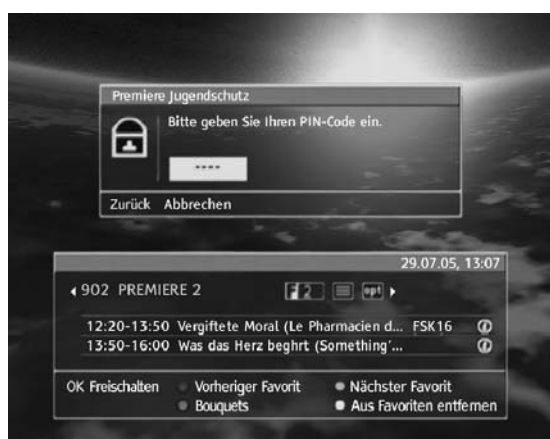 Premiere Jugendschutz
Bitte geben Sie Ihren PIN-Code ein.
----
Zurück Abbrechen
29.07.05, 13:07
902 PREMIERE 2 2 opt
12:20-13:50 Vergiftete Moral (Le Pharmacien d... FSK16
13:50-16:00 Was das Herz beghrt (Something´...
OK Freischalten Vorheriger Favorit Nächster Favorit
Bouquets Aus Favoriten entfernen